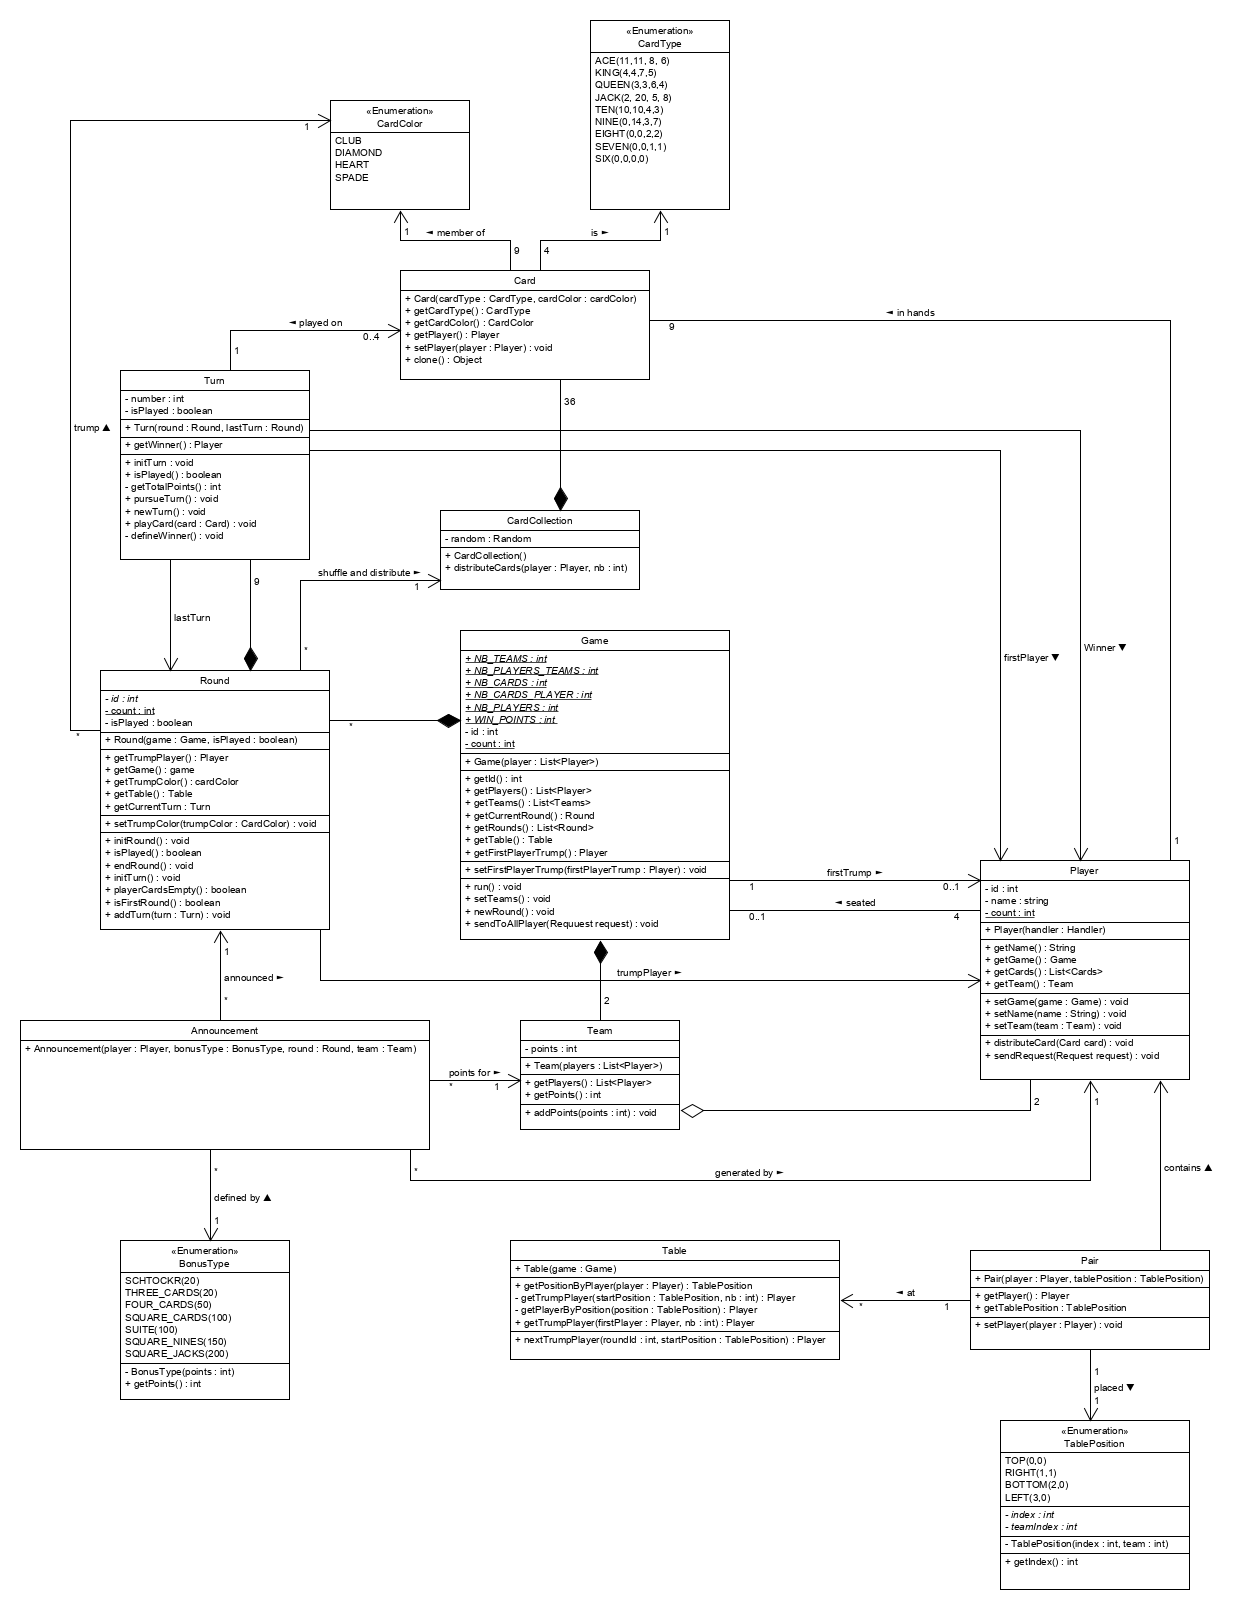 «Enumeration»
CardType
ACE(11,11, 8, 6)
KING(4,4,7,5)
QUEEN(3,3,6,4)
JACK(2, 20, 5, 8)
TEN(10,10,4,3)
NINE(0,14,3,7)
EIGHT(0,0,2,2)
SEVEN(0,0,1,1)
SIX(0,0,0,0)
«Enumeration»
CardColor
CLUB
DIAMOND
HEART
SPADE
1
1
◄ member of
9
is ►
1
4
Card
+ Card(cardType : CardType, cardColor : cardColor)
+ getCardType() : CardType
+ getCardColor() : CardColor
+ getPlayer() : Player
+ setPlayer(player : Player) : void
+ clone() : Object
◄ in hands
9
1
◄ played on
0..4
1
36
trump ▲
*
Turn
- number : int
- isPlayed : boolean
+ Turn(round : Round, lastTurn : Round)
+ getWinner() : Player
+ initTurn : void
+ isPlayed() : boolean
- getTotalPoints() : int
+ pursueTurn() : void
+ newTurn() : void
+ playCard(card : Card) : void
- defineWinner() : void
CardCollection
- random : Random
+ CardCollection()
+ distributeCards(player : Player, nb : int)
shuffle and distribute ►
1
*
9
lastTurn
firstPlayer ▼
Winner ▼
Round
- id : int
- count : int
- isPlayed : boolean
+ Round(game : Game, isPlayed : boolean)
+ getTrumpPlayer() : Player
+ getGame() : game
+ getTrumpColor() : cardColor
+ getTable() : Table
+ getCurrentTurn : Turn
+ setTrumpColor(trumpColor : CardColor) : void
+ initRound() : void
+ isPlayed() : boolean
+ endRound() : void
+ initTurn() : void
+ playerCardsEmpty() : boolean
+ isFirstRound() : boolean
+ addTurn(turn : Turn) : void
*
Game
+ NB_TEAMS : int
+ NB_PLAYERS_TEAMS : int
+ NB_CARDS : int
+ NB_CARDS_PLAYER : int
+ NB_PLAYERS : int
+ WIN_POINTS : int
- id : int
- count : int
+ Game(player : List<Player>)
+ getId() : int
+ getPlayers() : List<Player>
+ getTeams() : List<Teams>
+ getCurrentRound() : Round
+ getRounds() : List<Round>
+ getTable() : Table
+ getFirstPlayerTrump() : Player
+ setFirstPlayerTrump(firstPlayerTrump : Player) : void
+ run() : void
+ setTeams() : void
+ newRound() : void
+ sendToAllPlayer(Requuest request) : void
firstTrump ►
1
0..1
◄ seated
0..1
4
Player
- id : int
- name : string
- count : int
+ Player(handler : Handler)
+ getName() : String
+ getGame() : Game
+ getCards() : List<Cards>
+ getTeam() : Team
+ setGame(game : Game) : void
+ setName(name : String) : void
+ setTeam(team : Team) : void
+ distributeCard(Card card) : void
+ sendRequest(Request request) : void
1
announced ►
*
trumpPlayer ►
2
Announcement
+ Announcement(player : Player, bonusType : BonusType, round : Round, team : Team)
points for ►
*
1
Team
- points : int
+ Team(players : List<Player>)
+ getPlayers() : List<Player>
+ getPoints() : int
+ addPoints(points : int) : void
2
1
*
generated by ►
contains ▲
*
defined by ▲
1
«Enumeration»
BonusType
SCHTOCKR(20)
THREE_CARDS(20)
FOUR_CARDS(50)
SQUARE_CARDS(100)
SUITE(100)
SQUARE_NINES(150)
SQUARE_JACKS(200)
- BonusType(points : int)
+ getPoints() : int
Table
+ Table(game : Game)
+ getPositionByPlayer(player : Player) : TablePosition
- getTrumpPlayer(startPosition : TablePosition, nb : int) : Player
- getPlayerByPosition(position : TablePosition) : Player
+ getTrumpPlayer(firstPlayer : Player, nb : int) : Player
+ nextTrumpPlayer(roundId : int, startPosition : TablePosition) : Player
◄ at
*
1
Pair
+ Pair(player : Player, tablePosition : TablePosition)
+ getPlayer() : Player
+ getTablePosition : TablePosition
+ setPlayer(player : Player) : void
1
placed ▼
1
«Enumeration»
TablePosition
TOP(0,0)
RIGHT(1,1)
BOTTOM(2,0)
LEFT(3,0)
- index : int
- teamIndex : int
- TablePosition(index : int, team : int)
+ getIndex() : int